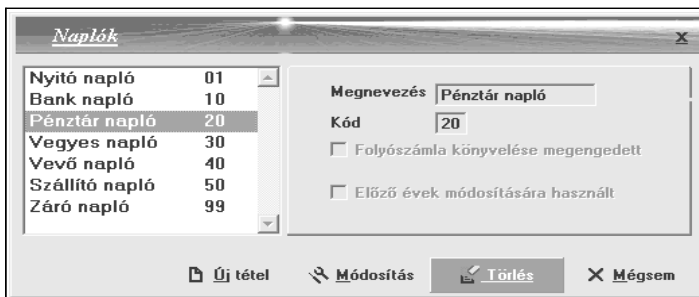 Naplók
x
Nyitó napló 01
Bank napló 10
Pénztár napló 20
Vegyes napló 30
Vevő napló 40
Szállító napló 50
Záró napló 99
Megnevezés Pénztár napló
Kód 20
Folyószámla könyvelése megengedett
Előző évek módosítására használt
Új tétel Módosítás Törlés Mégsem